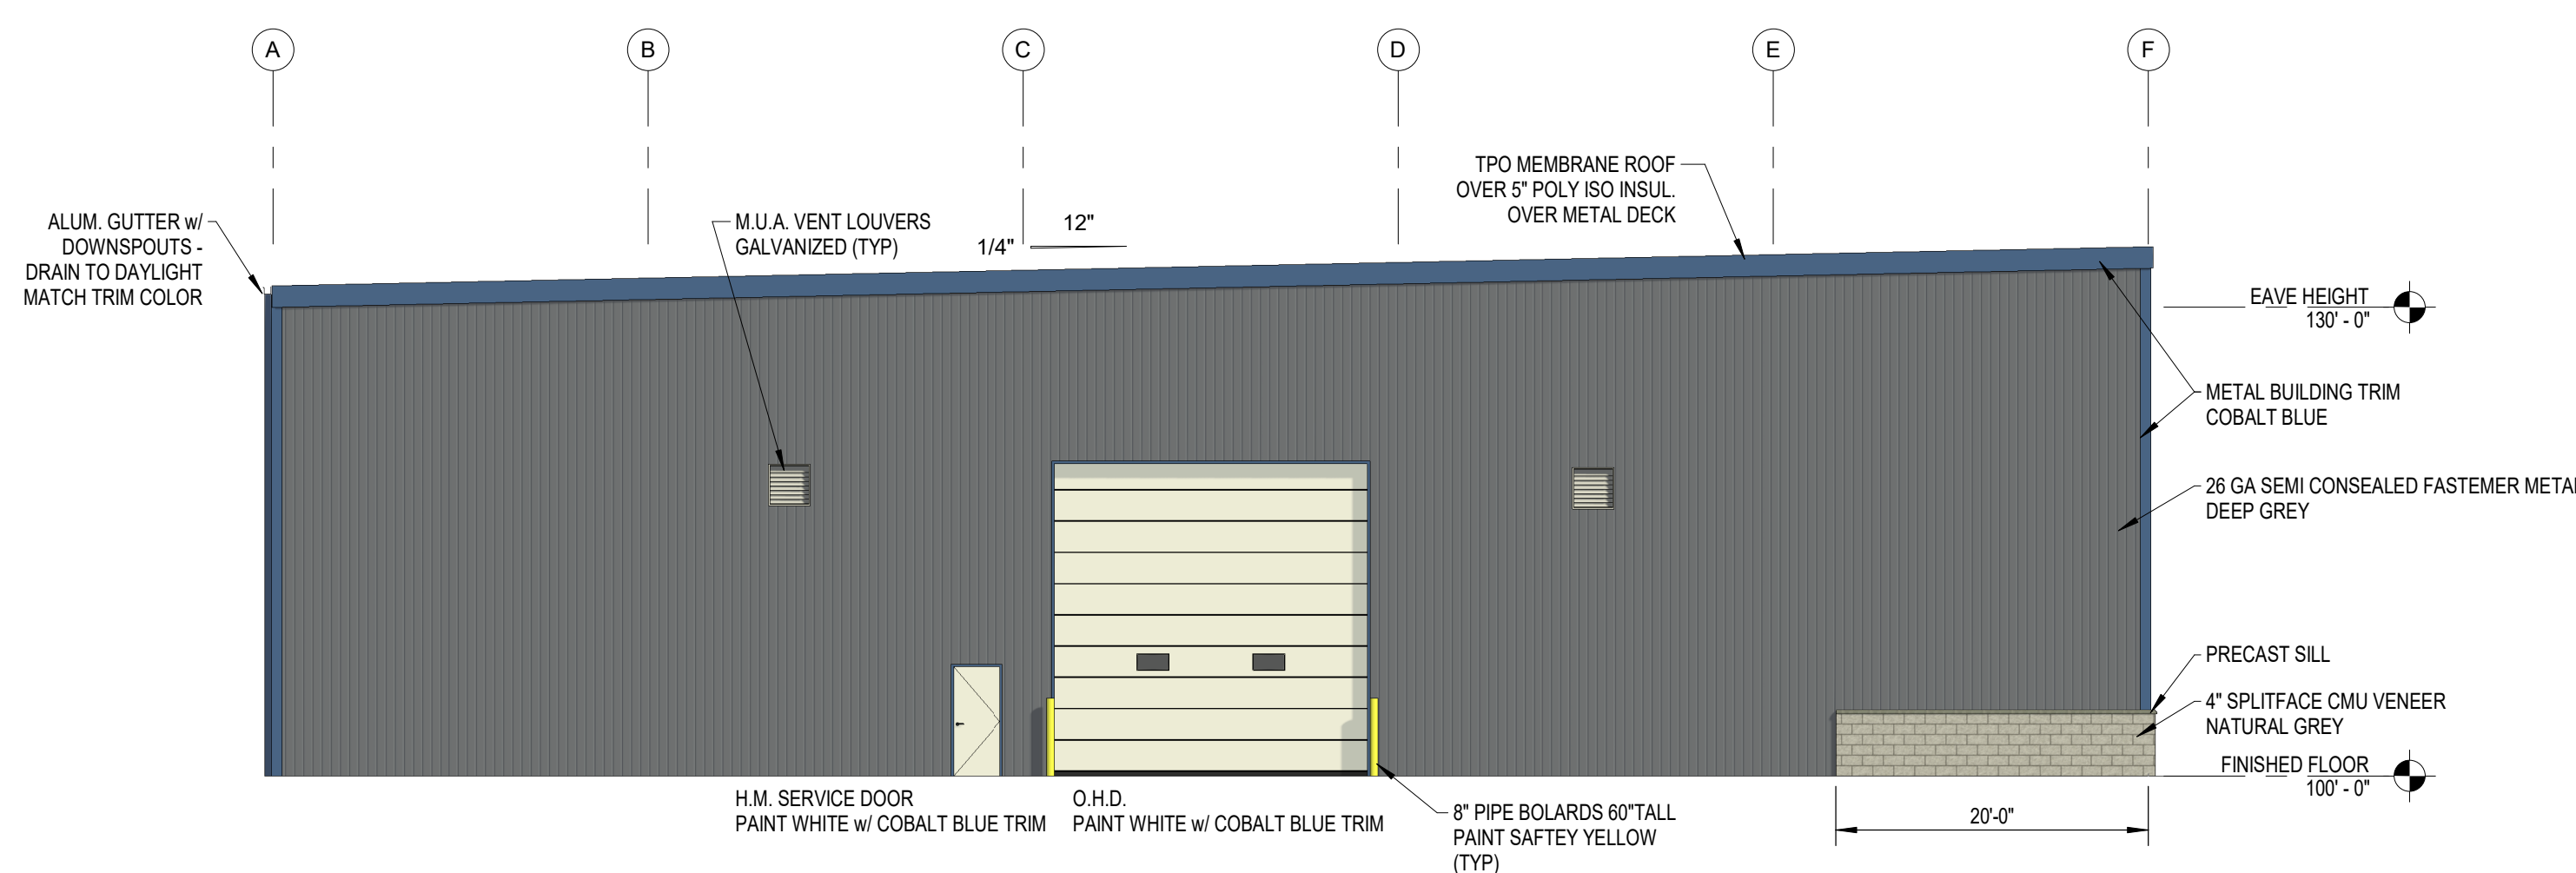 A
B
C
D
E
F
TPO MEMBRANE ROOF
OVER 5" POLY ISO INSUL.
OVER METAL DECK
ALUM. GUTTER w/
DOWNSPOUTS -
DRAIN TO DAYLIGHT
MATCH TRIM COLOR
M.U.A. VENT LOUVERS
GALVANIZED (TYP)
12"
1/4"
EAVE HEIGHT
130' - 0"
METAL BUILDING TRIM
COBALT BLUE
26 GA SEMI CONSEALED FASTEMER METAL
DEEP GREY
PRECAST SILL
4" SPLITFACE CMU VENEER
NATURAL GREY
FINISHED FLOOR
100' - 0"
H.M. SERVICE DOOR
PAINT WHITE w/ COBALT BLUE TRIM
O.H.D.
PAINT WHITE w/ COBALT BLUE TRIM
8" PIPE BOLARDS 60"TALL
PAINT SAFTEY YELLOW
(TYP)
20'-0"